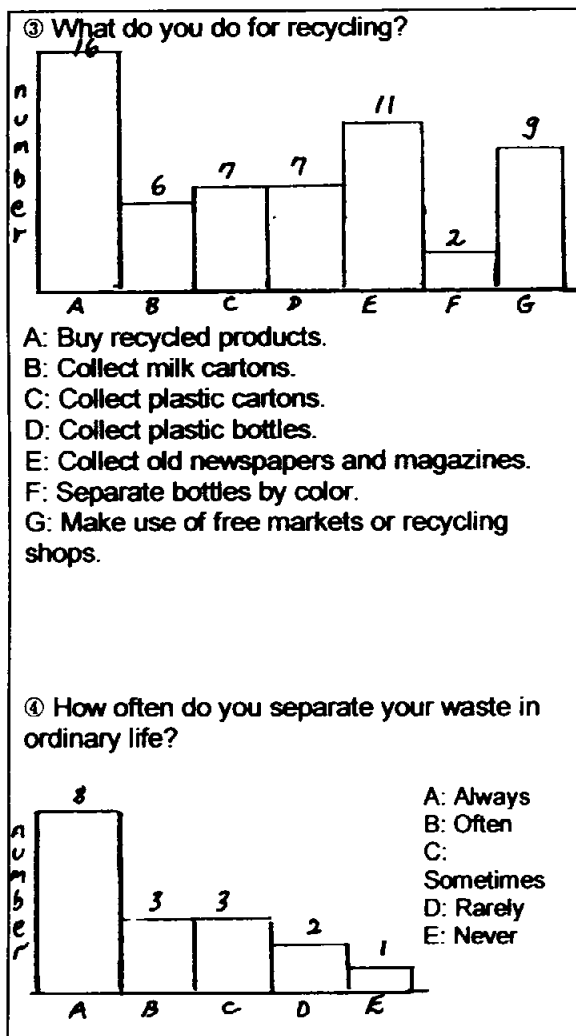 ③ What do you do for recycling?
16
11
9
6 7 7
2
number
A B C D E F G
A: Buy recycled products.
B: Collect milk cartons.
C: Collect plastic cartons.
D: Collect plastic bottles.
E: Collect old newspapers and magazines.
F: Separate bottles by color.
G: Make use of free markets or recycling
shops.
④ How often do you separate your waste in
ordinary life?
8
3 3
2
1
number
A B C D E
A: Always
B: Often
C:
Sometimes
D: Rarely
E: Never